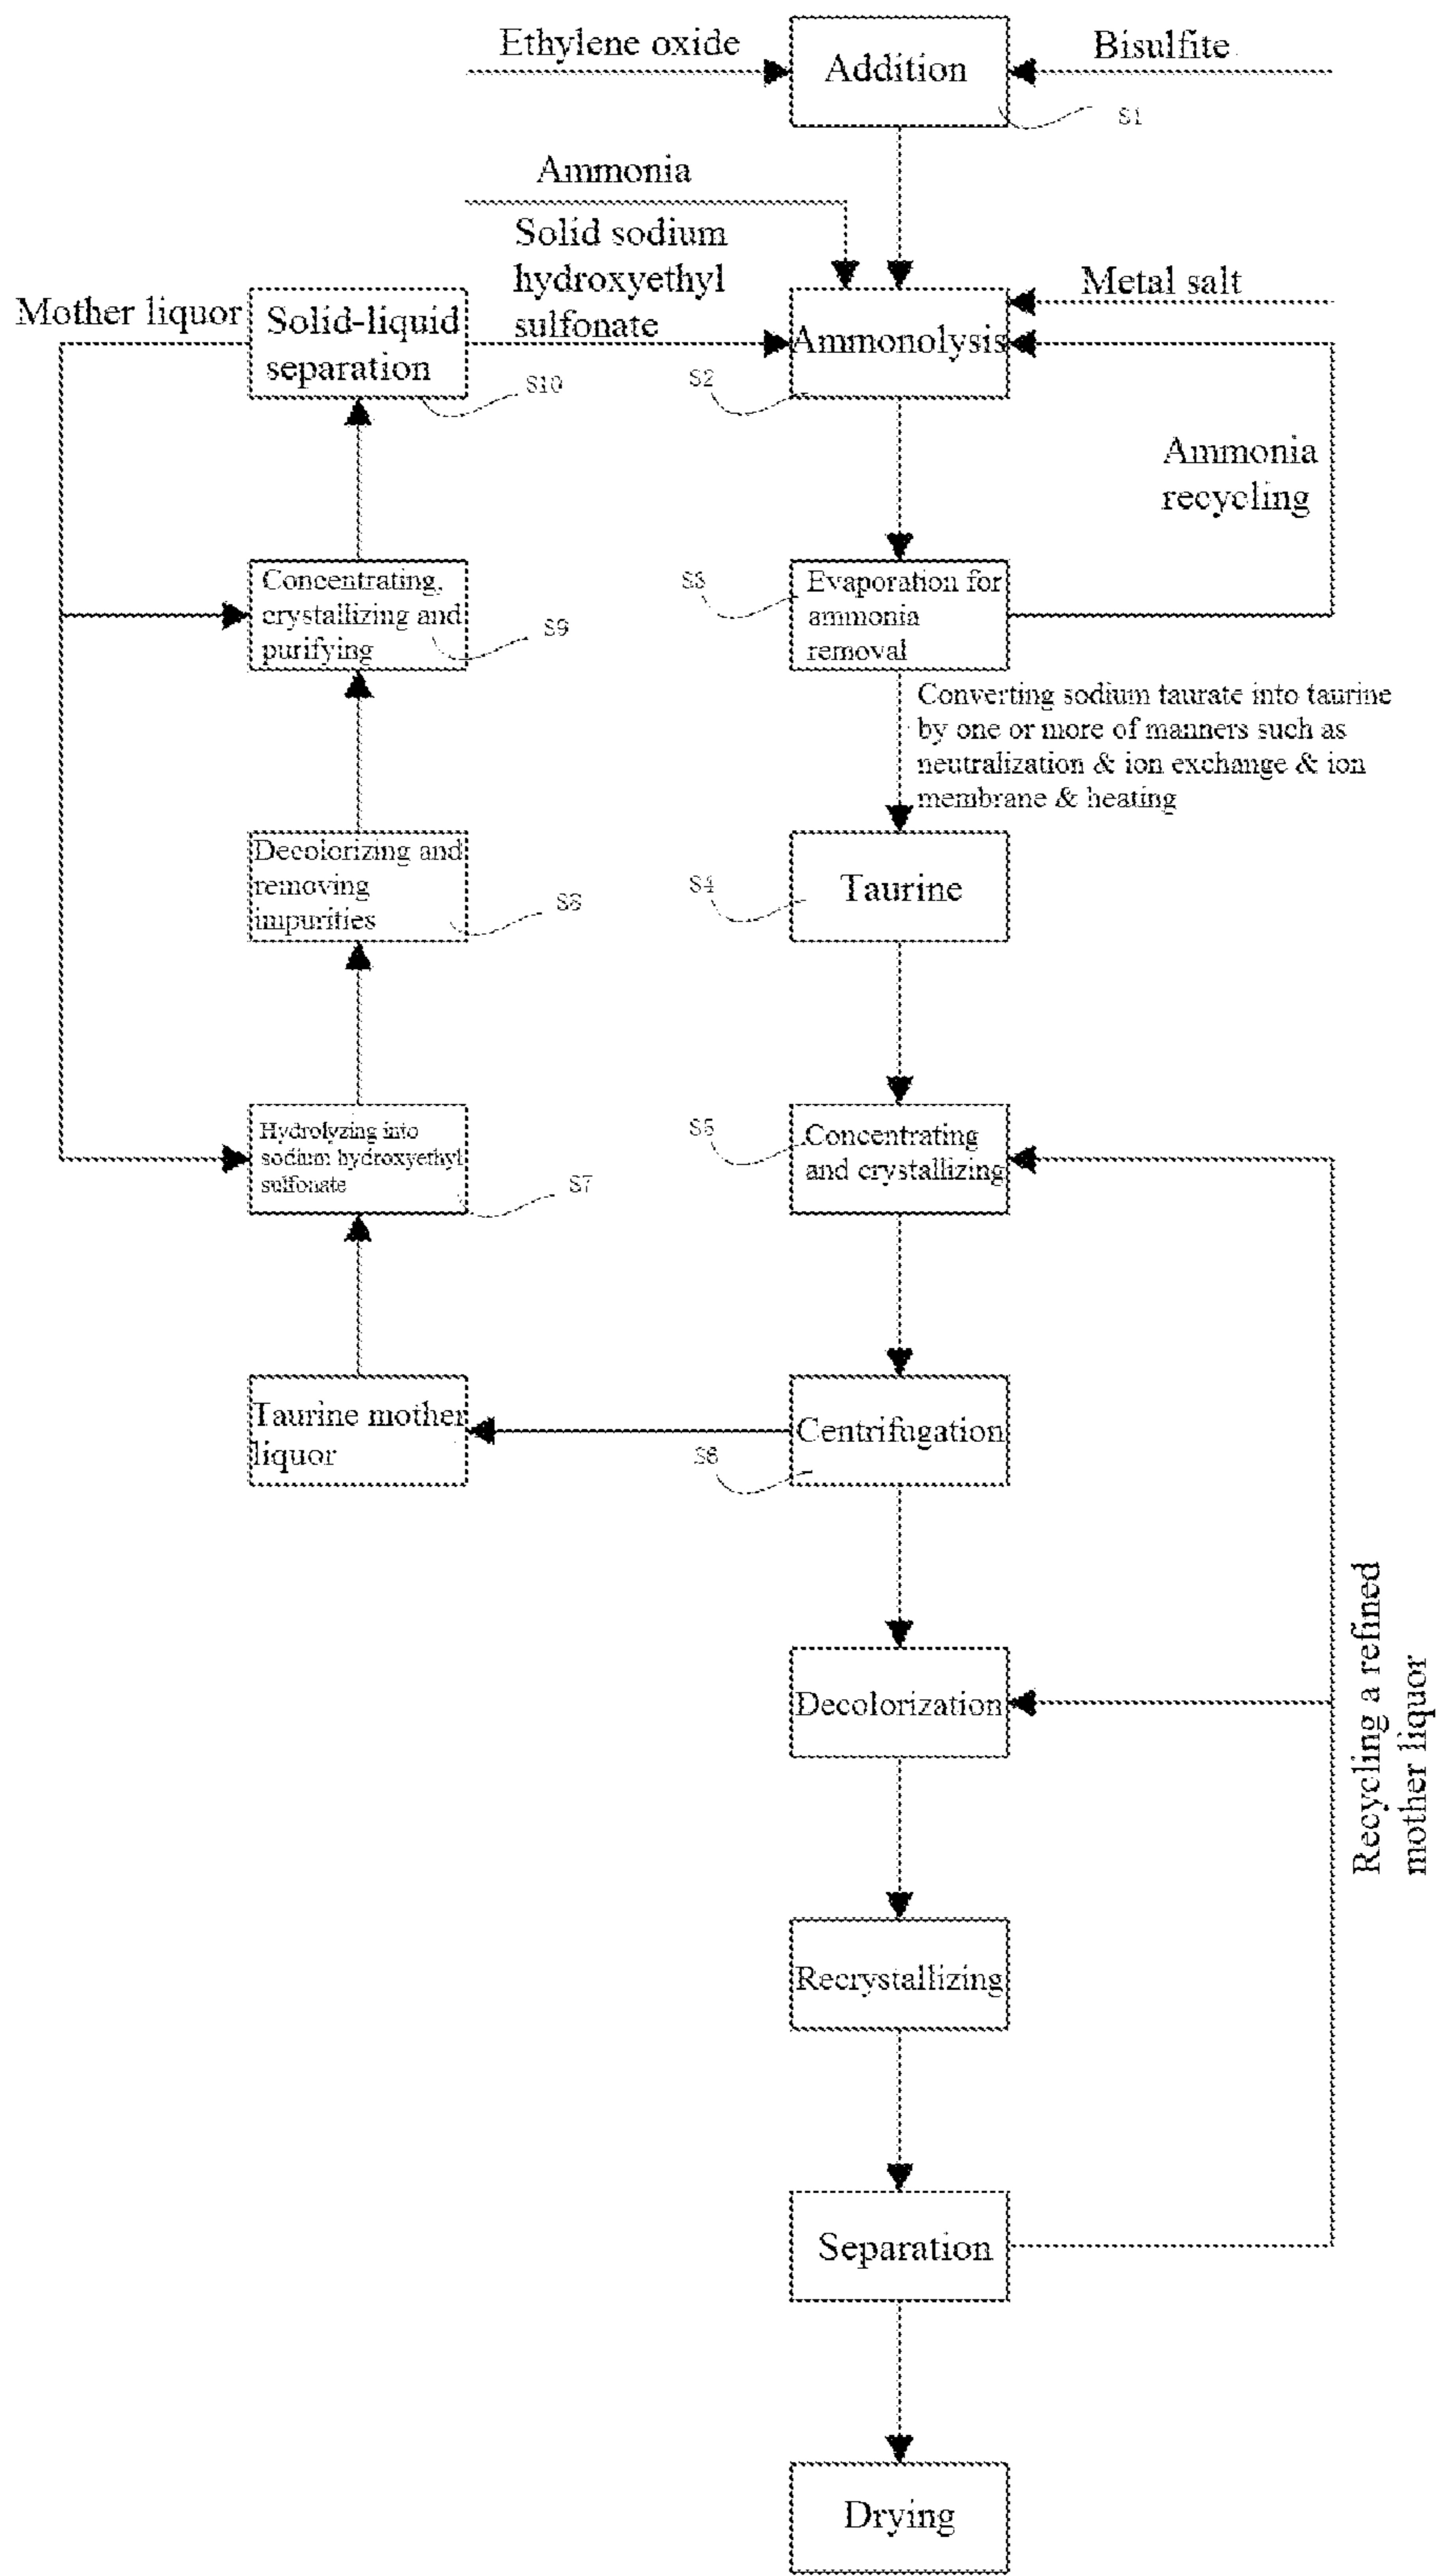 Ethylene oxide
Addition
Bisulfite
S1
Ammonia
Solid sodium
hydroxyethyl
sulfonate
Metal salt
Mother liquor
Solid-liquid
separation
Ammonolysis
S10
S2
Ammonia
recycling
Concentrating,
crystallizing and
purifying
S9
S3
Evaporation for
ammonia
removal
Converting sodium taurate into taurine
by one or more of manners such as
neutralization & ion exchange & ion
membrane & heating
Decolorizing and
removing
impurities
S8
S4
Taurine
Hydrolyzing into
sodium hydroxyethyl
sulfonate
S7
S5
Concentrating
and crystallizing
Taurine mother
liquor
S6
Centrifugation
Decolorization
Recycling a refined
mother liquor
Recrystallizing
Separation
Drying